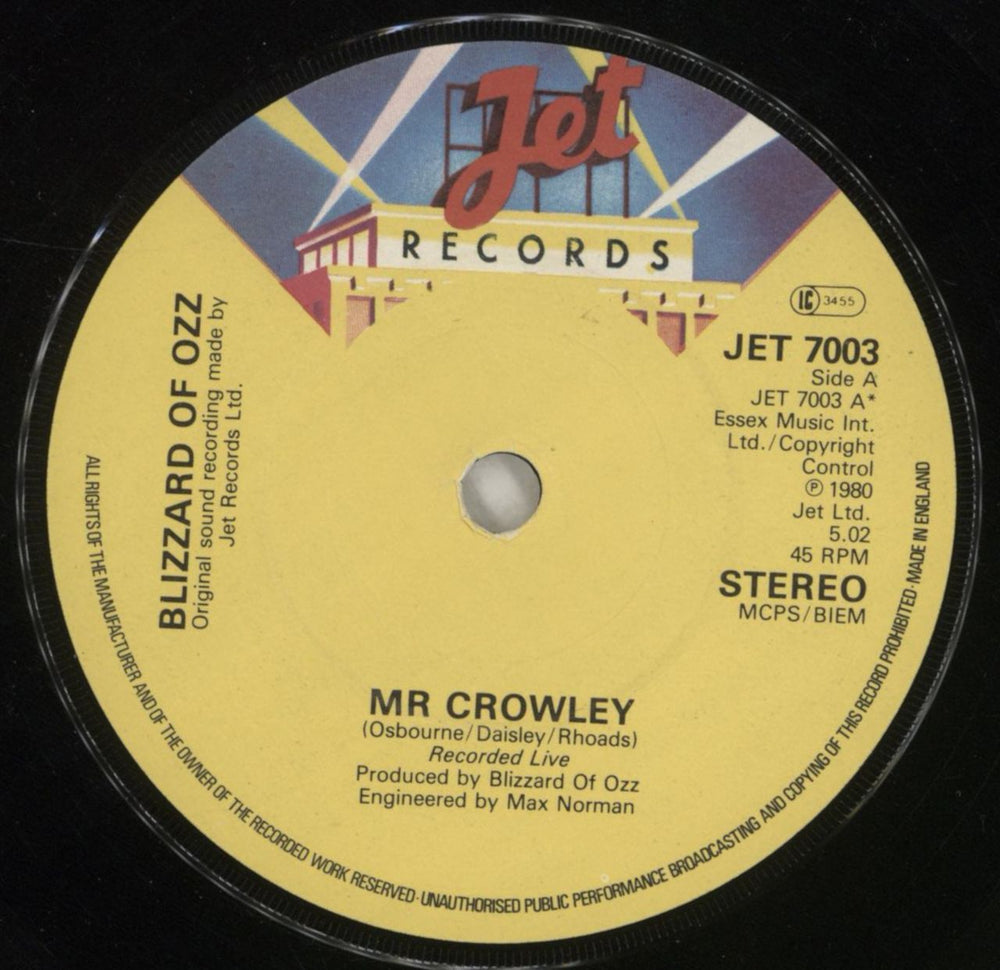 Jet
RECORDS
IC 3455
JET 7003
Side A
JET 7003 A*
Essex Music Int.
Ltd./Copyright
Control
Ⓟ 1980
Jet Ltd.
5.02
45 RPM
STEREO
MCPS/BIEM
BLIZZARD OF OZZ
Original sound recording made by
Jet Records Ltd.
MR CROWLEY
(Osbourne/Daisley/Rhoads)
Recorded Live
Produced by Blizzard Of Ozz
Engineered by Max Norman
ALL RIGHTS OF THE MANUFACTURER AND OF THE OWNER OF THE RECORDED WORK RESERVED·UNAUTHORISED PUBLIC PERFORMANCE BROADCASTING AND COPYING OF THIS RECORD PROHIBITED·MADE IN ENGLAND